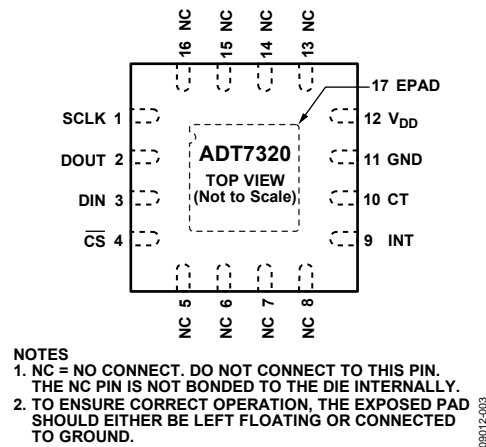 16 NC
15 NC
14 NC
13 NC
17 EPAD
SCLK 1
12 VDD
DOUT 2
ADT7320
TOP VIEW
(Not to Scale)
11 GND
DIN 3
10 CT
CS 4
9 INT
NC 5
NC 6
NC 7
NC 8
NOTES
1. NC = NO CONNECT. DO NOT CONNECT TO THIS PIN.
THE NC PIN IS NOT BONDED TO THE DIE INTERNALLY.
2. TO ENSURE CORRECT OPERATION, THE EXPOSED PAD
SHOULD EITHER BE LEFT FLOATING OR CONNECTED
TO GROUND.
09012-003